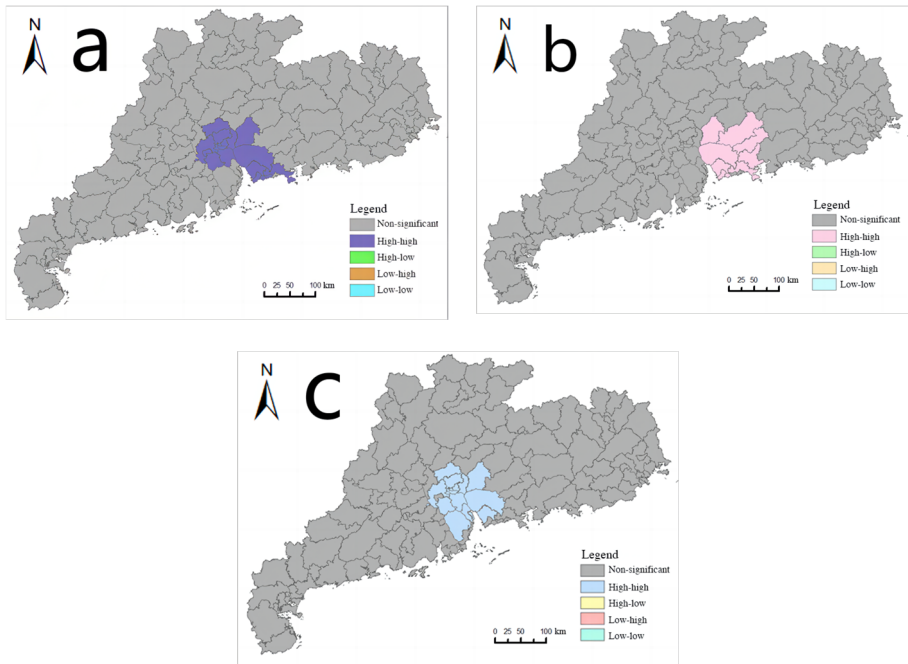 N
a
Legend
Non-significant
High-high
High-low
Low-high
Low-low
0 25 50 100 km
N
b
Legend
Non-significant
High-high
High-low
Low-high
Low-low
0 25 50 100 km
N
c
Legend
Non-significant
High-high
High-low
Low-high
Low-low
0 25 50 100 km